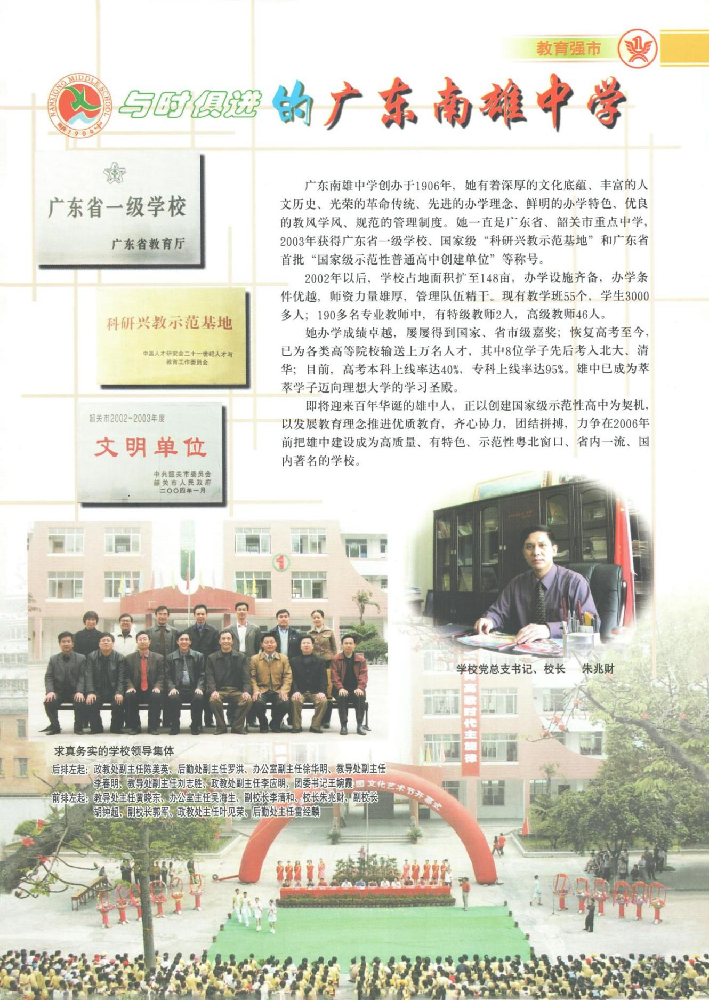 教育强市
NANXIONG MIDDLE SCHOOL
1906
与时俱进的广东南雄中学
广东省一级学校
广东省教育厅
科研兴教示范基地
中国人才研究会二十一世纪人才与
教育工作委员会
韶关市2002-2003年度
文明单位
中共韶关市委员会
韶关市人民政府
二〇〇四年一月
广东南雄中学创办于1906年，她有着深厚的文化底蕴、丰富的人
文历史、光荣的革命传统、先进的办学理念、鲜明的办学特色、优良
的教风学风、规范的管理制度。她一直是广东省、韶关市重点中学，
2003年获得广东省一级学校、国家级“科研兴教示范基地”和广东省
首批“国家级示范性普通高中创建单位”等称号。
2002年以后，学校占地面积扩至148亩，办学设施齐备，办学条
件优越，师资力量雄厚，管理队伍精干。现有教学班55个，学生3000
多人；190多名专业教师中，有特级教师2人，高级教师46人。
她办学成绩卓越，屡屡得到国家、省市级嘉奖；恢复高考至今，
已为各类高等院校输送上万名人才，其中8位学子先后考入北大、清
华；目前，高考本科上线率达40%，专科上线率达95%。雄中已成为莘
莘学子迈向理想大学的学习圣殿。
即将迎来百年华诞的雄中人，正以创建国家级示范性高中为契机，
以发展教育理念推进优质教育，齐心协力，团结拼搏，力争在2006年
前把雄中建设成为高质量、有特色、示范性粤北窗口、省内一流、国
内著名的学校。
学校党总支书记、校长 朱兆财
求真务实的学校领导集体
后排左起：政教处副主任陈美英、后勤处副主任罗洪、办公室副主任徐华明、教导处副主任
李春明、教导处副主任刘志胜、政教处副主任李应明、团委书记王婉霞
前排左起：教导处主任黄晓东、办公室主任吴海生、副校长李清和、校长朱兆财、副校长
胡钟超、副校长郭军、政教处主任叶见荣、后勤处主任雷经麟
高歌时代主旋律
园 文化艺术节开幕式